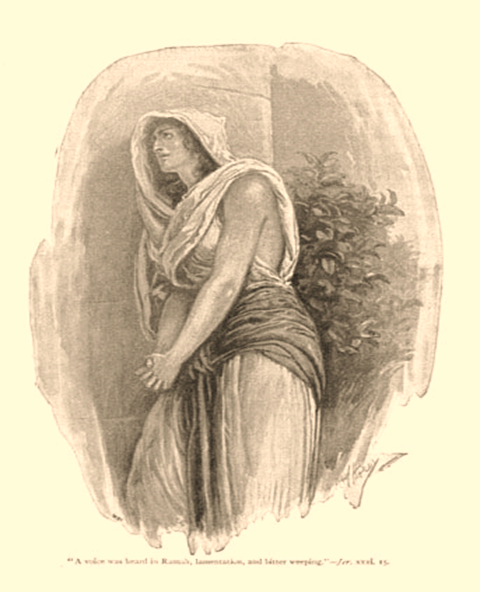 "A voice was heard in Ramah, lamentation, and bitter weeping."—Jer. xxxi. 15.